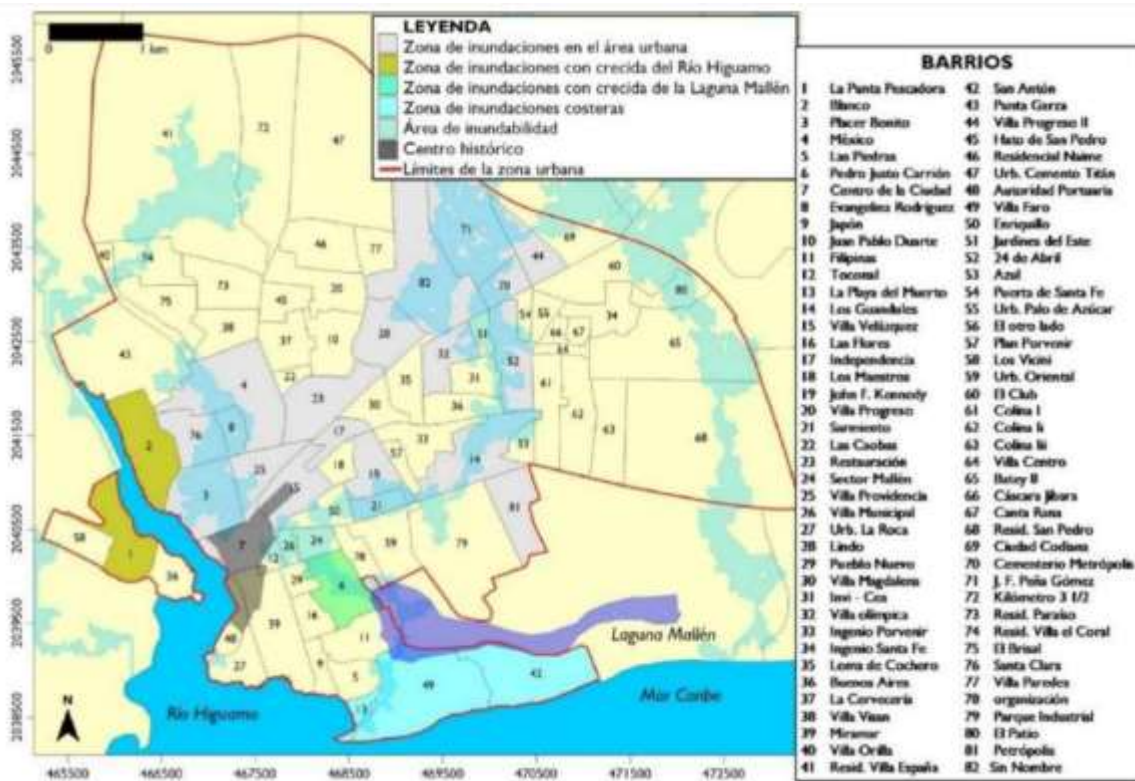 LEYENDA
Zona de inundaciones en el área urbana
Zona de inundaciones con crecida del Río Higuamo
Zona de inundaciones con crecida de la Laguna Mallén
Zona de inundaciones costeras
Área de inundabilidad
Centro histórico
Límites de la zona urbana
0 1 km
BARRIOS
1 La Punta Pescadora
2 Blanco
3 Placer Bonito
4 México
5 Las Piedras
6 Pedro Justo Carrión
7 Centro de la Ciudad
8 Evangelina Rodríguez
9 Japón
10 Juan Pablo Duarte
11 Filipinas
12 Toconal
13 La Playa del Muerto
14 Los Guandules
15 Villa Velázquez
16 Las Flores
17 Independencia
18 Los Maestros
19 John F. Kennedy
20 Villa Progreso
21 Sarmiento
22 Las Caobas
23 Restauración
24 Sector Mallén
25 Villa Providencia
26 Villa Municipal
27 Urb. La Roca
28 Lindo
29 Pueblo Nuevo
30 Villa Magdalena
31 Invi - Cea
32 Villa olímpica
33 Ingenio Porvenir
34 Ingenio Santa Fe
35 Loma de Cochero
36 Buenos Aires
37 La Cervecería
38 Villa Visan
39 Miramar
40 Villa Orilla
41 Resid. Villa España
42 San Antón
43 Punta Garza
44 Villa Progreso II
45 Hato de San Pedro
46 Residencial Naime
47 Urb. Cemento Titán
48 Autoridad Portuaria
49 Villa Faro
50 Enriquillo
51 Jardines del Este
52 24 de Abril
53 Azul
54 Puerta de Santa Fe
55 Urb. Palo de Azúcar
56 El otro lado
57 Plan Porvenir
58 Los Vicini
59 Urb. Oriental
60 El Club
61 Colina I
62 Colina Ii
63 Colina Iii
64 Villa Centro
65 Batey II
66 Cáscara Jíbara
67 Canta Rana
68 Resid. San Pedro
69 Ciudad Codiana
70 Cementerio Metrópolis
71 J. F. Peña Gómez
72 Kilómetro 3 1/2
73 Resid. Paraíso
74 Resid. Villa el Coral
75 El Brisal
76 Santa Clara
77 Villa Paredes
78 organización
79 Parque Industrial
80 El Patio
81 Petrópolis
82 Sin Nombre
Laguna Mallén
Río Higuamo
Mar Caribe
N
2045500
2044500
2043500
2042500
2041500
2040500
2039500
2038500
465500 466500 467500 468500 469500 470500 471500 472500